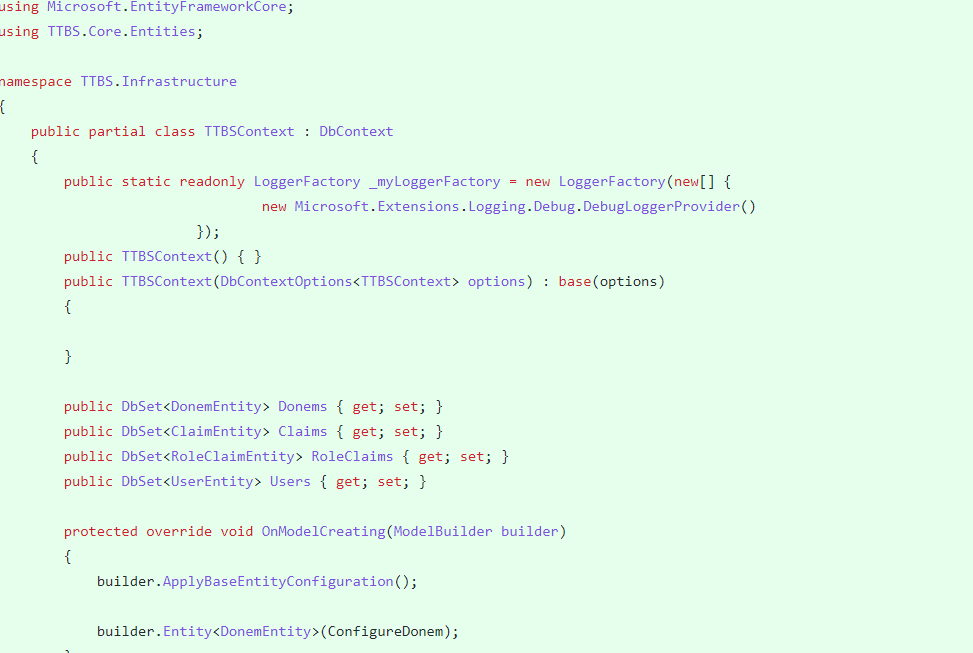 using Microsoft.EntityFrameworkCore;
using TTBS.Core.Entities;
namespace TTBS.Infrastructure
{
    public partial class TTBSContext : DbContext
    {
        public static readonly LoggerFactory _myLoggerFactory = new LoggerFactory(new[] {
                                new Microsoft.Extensions.Logging.Debug.DebugLoggerProvider()
                        });
        public TTBSContext() { }
        public TTBSContext(DbContextOptions<TTBSContext> options) : base(options)
        {
        }
        public DbSet<DonemEntity> Donems { get; set; }
        public DbSet<ClaimEntity> Claims { get; set; }
        public DbSet<RoleClaimEntity> RoleClaims { get; set; }
        public DbSet<UserEntity> Users { get; set; }
        protected override void OnModelCreating(ModelBuilder builder)
        {
            builder.ApplyBaseEntityConfiguration();
            builder.Entity<DonemEntity>(ConfigureDonem);